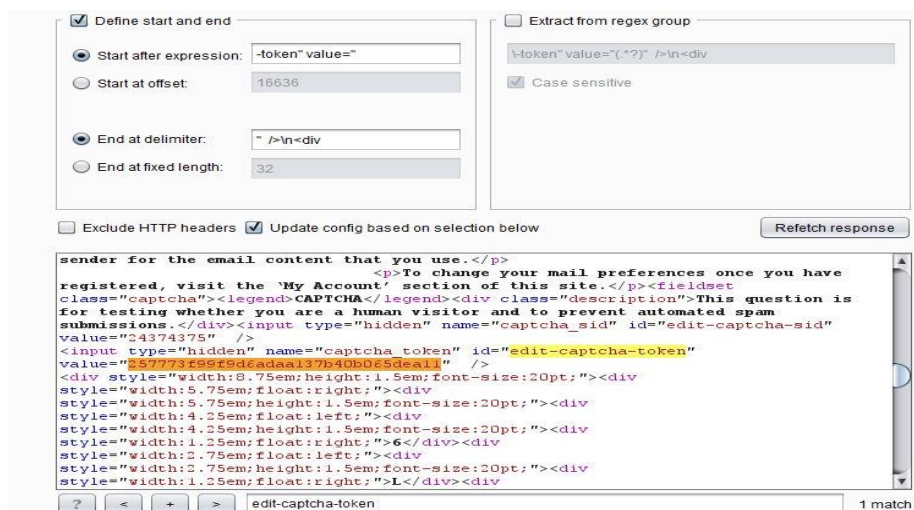 Define start and end
Start after expression: -token" value="
Start at offset: 16636
End at delimiter: " />\n<div
End at fixed length: 32
Extract from regex group
\-token" value="(.*?)" />\n<div
Case sensitive
Exclude HTTP headers Update config based on selection below Refetch response
sender for the email content that you use.</p>
<p>To change your mail preferences once you have
registered, visit the 'My Account' section of this site.</p><fieldset
class="captcha"><legend>CAPTCHA</legend><div class="description">This question is
for testing whether you are a human visitor and to prevent automated spam
submissions.</div><input type="hidden" name="captcha_sid" id="edit-captcha-sid"
value="24374375" />
<input type="hidden" name="captcha_token" id="edit-captcha-token"
value="257773f99f9d6adaa137b40b065dea11" />
<div style="width:8.75em;height:1.5em;font-size:20pt;"><div
style="width:5.75em;float:right;"><div
style="width:5.75em;height:1.5em;font-size:20pt;"><div
style="width:4.25em;float:left;"><div
style="width:4.25em;height:1.5em;font-size:20pt;"><div
style="width:1.25em;float:right;">6</div><div
style="width:2.75em;float:left;"><div
style="width:2.75em;height:1.5em;font-size:20pt;"><div
style="width:1.25em;float:right;">L</div><div
? < + > edit-captcha-token 1 match